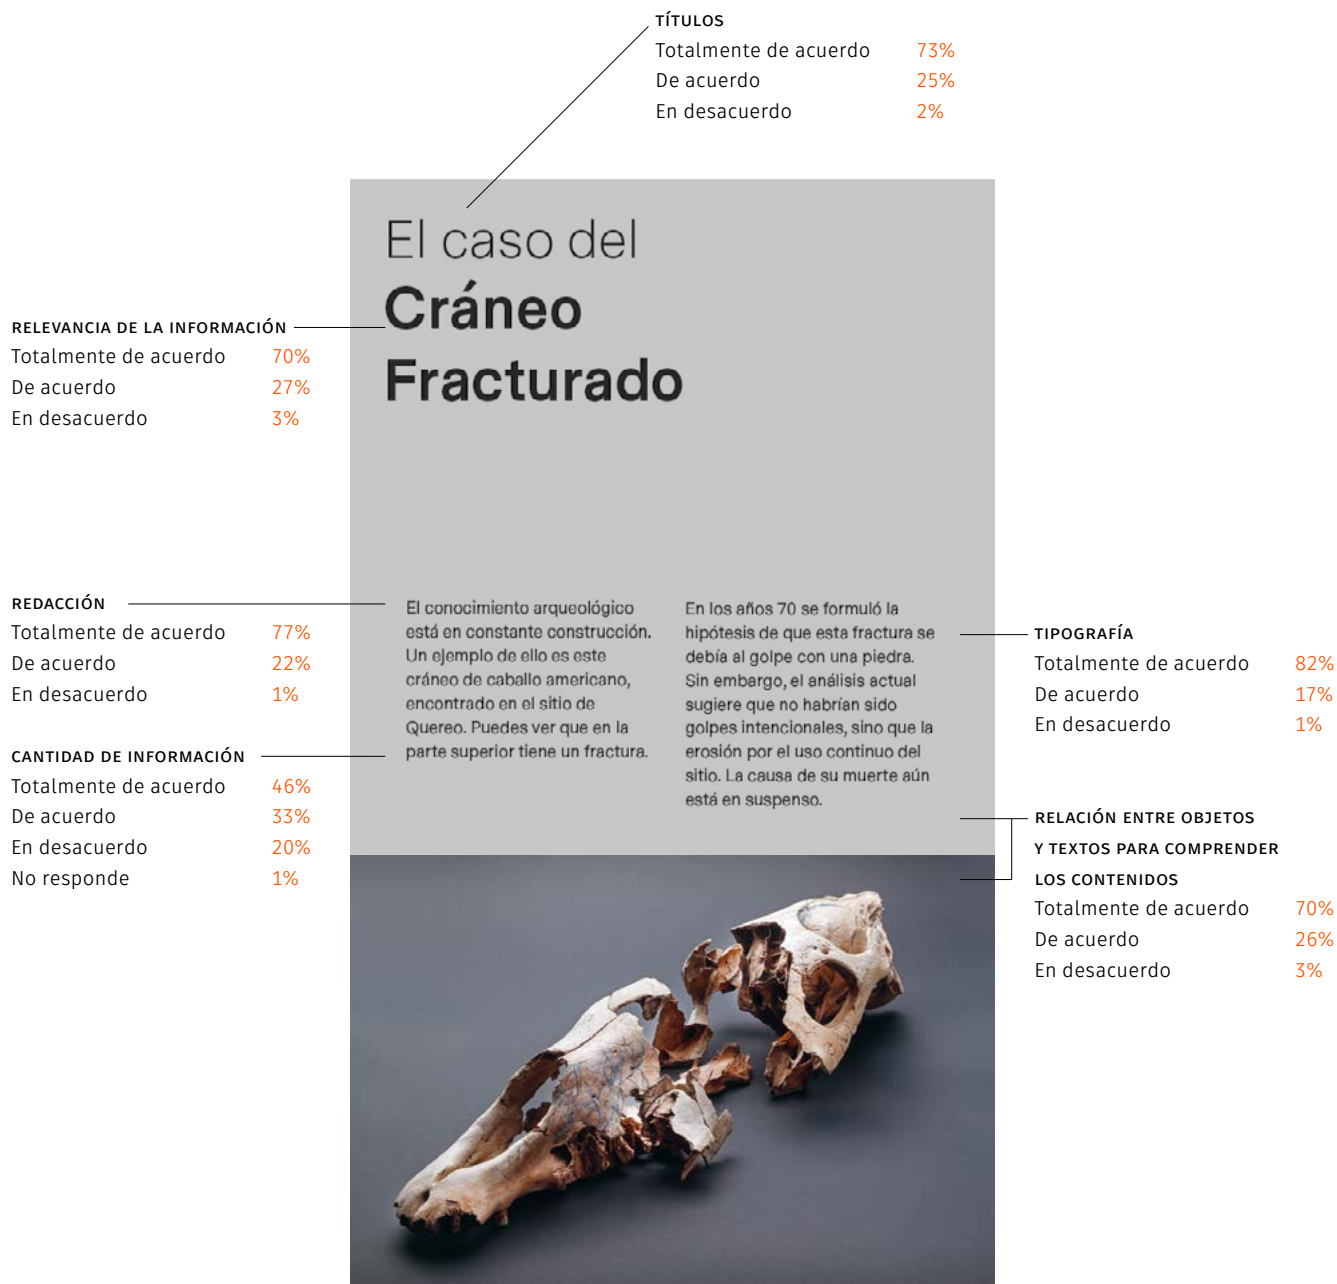 TÍTULOS
Totalmente de acuerdo 73%
De acuerdo 25%
En desacuerdo 2%
El caso del
Cráneo
Fracturado
RELEVANCIA DE LA INFORMACIÓN
Totalmente de acuerdo 70%
De acuerdo 27%
En desacuerdo 3%
REDACCIÓN
Totalmente de acuerdo 77%
De acuerdo 22%
En desacuerdo 1%
CANTIDAD DE INFORMACIÓN
Totalmente de acuerdo 46%
De acuerdo 33%
En desacuerdo 20%
No responde 1%
El conocimiento arqueológico
está en constante construcción.
Un ejemplo de ello es este
cráneo de caballo americano,
encontrado en el sitio de
Quereo. Puedes ver que en la
parte superior tiene un fractura.
En los años 70 se formuló la
hipótesis de que esta fractura se
debía al golpe con una piedra.
Sin embargo, el análisis actual
sugiere que no habrían sido
golpes intencionales, sino que la
erosión por el uso continuo del
sitio. La causa de su muerte aún
está en suspenso.
TIPOGRAFÍA
Totalmente de acuerdo 82%
De acuerdo 17%
En desacuerdo 1%
RELACIÓN ENTRE OBJETOS
Y TEXTOS PARA COMPRENDER
LOS CONTENIDOS
Totalmente de acuerdo 70%
De acuerdo 26%
En desacuerdo 3%